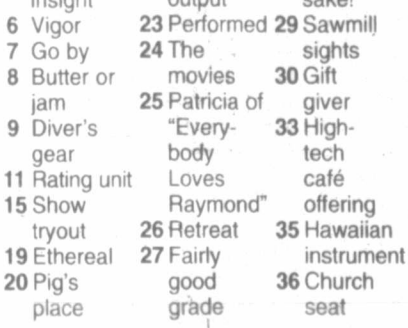 insight
6 Vigor
7 Go by
8 Butter or
jam
9 Diver's
gear
11 Rating unit
15 Show
tryout
19 Ethereal
20 Pig's
place
output
23 Performed
24 The
movies
25 Patricia of
"Every-
body
Loves
Raymond"
26 Retreat
27 Fairly
good
grade
sake!
29 Sawmill
sights
30 Gift
giver
33 High-
tech
café
offering
35 Hawaiian
instrument
36 Church
seat